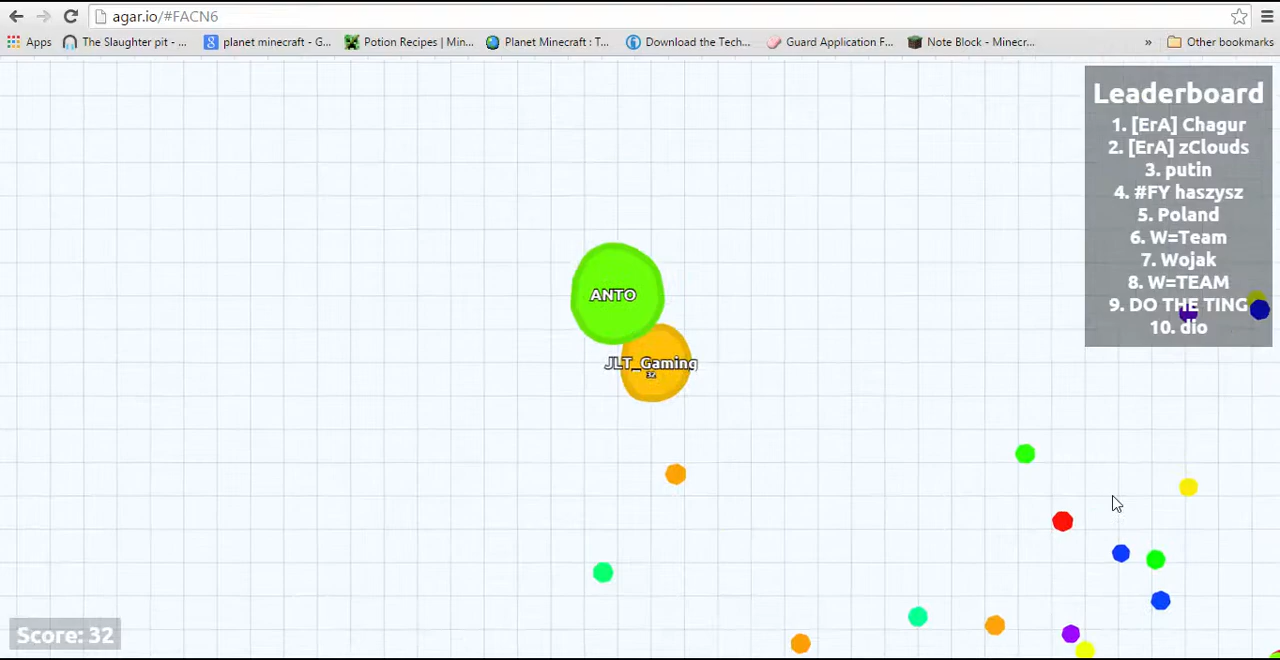 agar.io/#FACN6
Apps The Slaughter pit - ... planet minecraft - G... Potion Recipes | Min... Planet Minecraft : T... Download the Tech... Guard Application F... Note Block - Minecr... » Other bookmarks
Leaderboard
1. [ErA] Chagur
2. [ErA] zClouds
3. putin
4. #FY haszysz
5. Poland
6. W=Team
7. Wojak
8. W=TEAM
9. DO THE TING
10. dio
ANTO
JLT_Gaming
32
Score: 32